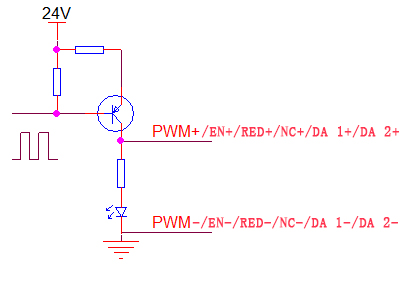 24V
PWM+/EN+/RED+/NC+/DA 1+/DA 2+
PWM-/EN-/RED-/NC-/DA 1-/DA 2-